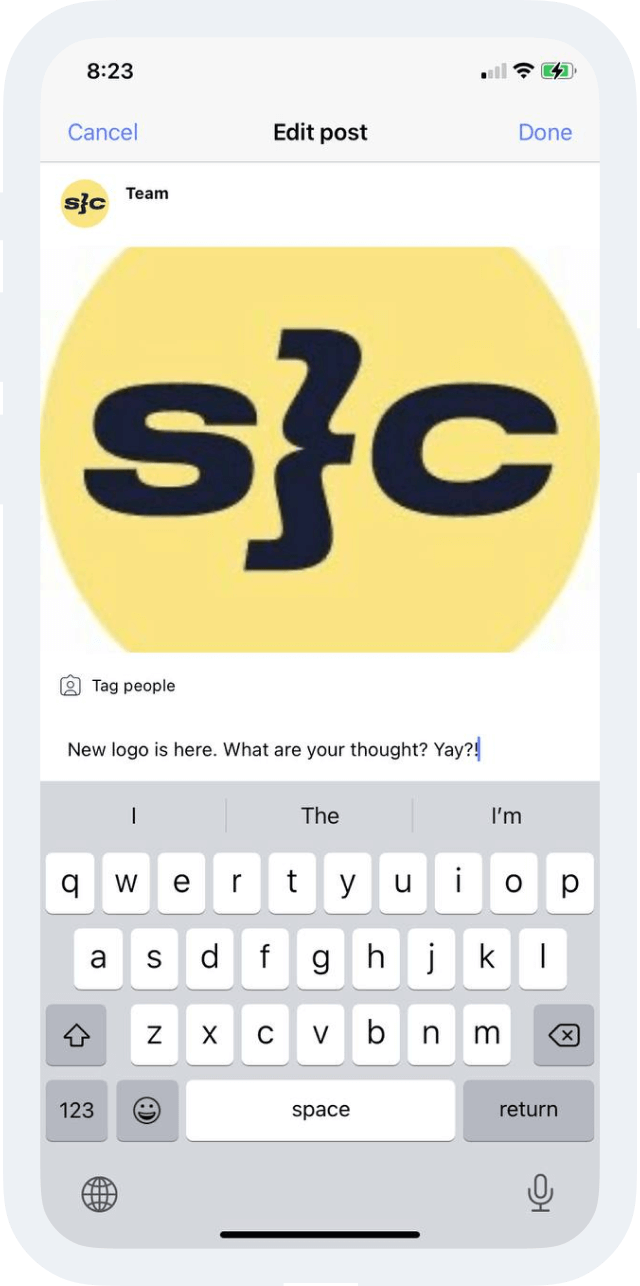 8:23
Cancel Edit post Done
s}c Team
s}c
Tag people
New logo is here. What are your thought? Yay?!
I The I’m
q w e r t y u i o p
a s d f g h j k l
z x c v b n m
123 space return